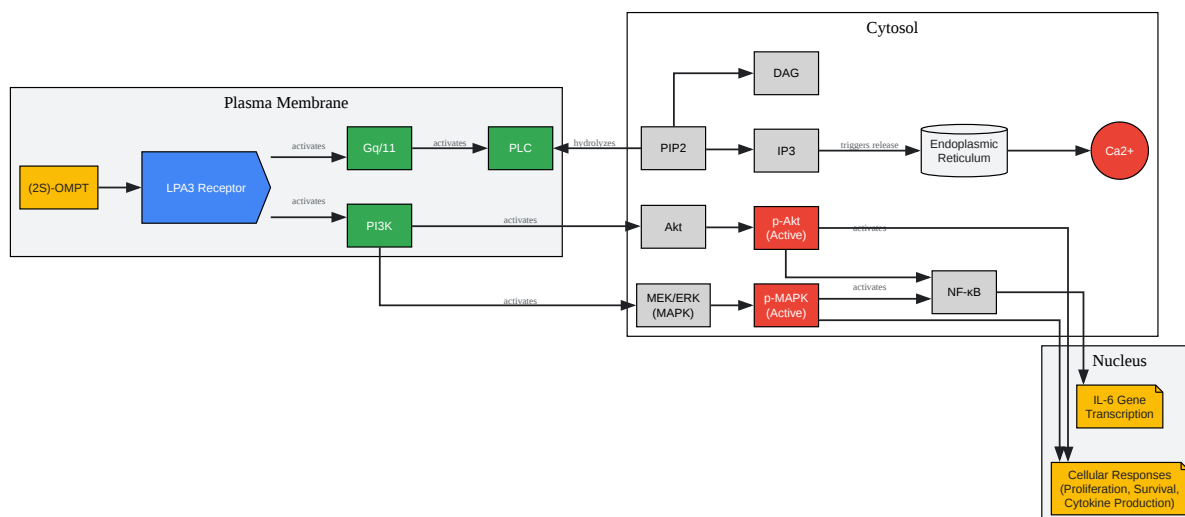 Cytosol
Plasma Membrane
DAG
activates
Gq/11
activates
PLC
hydrolyzes
PIP2
IP3
triggers release
Endoplasmic
Reticulum
Ca2+
(2S)-OMPT
LPA3 Receptor
activates
PI3K
activates
Akt
p-Akt
(Active)
activates
activates
MEK/ERK
(MAPK)
p-MAPK
(Active)
activates
NF-κB
Nucleus
IL-6 Gene
Transcription
Cellular Responses
(Proliferation, Survival,
Cytokine Production)